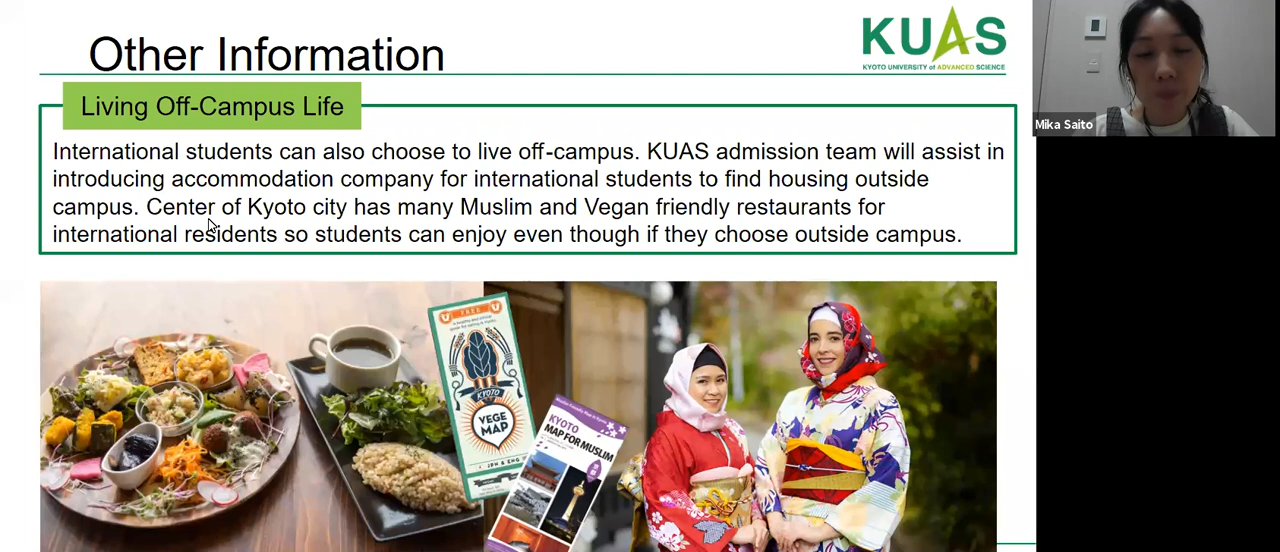 Other Information
KUAS
KYOTO UNIVERSITY of ADVANCED SCIENCE
Living Off-Campus Life
International students can also choose to live off-campus. KUAS admission team will assist in
introducing accommodation company for international students to find housing outside
campus. Center of Kyoto city has many Muslim and Vegan friendly restaurants for
international residents so students can enjoy even though if they choose outside campus.
Mika Saito
FREE
KYOTO
VEGE
MAP
JPN & ENG
KYOTO
MAP FOR MUSLIM